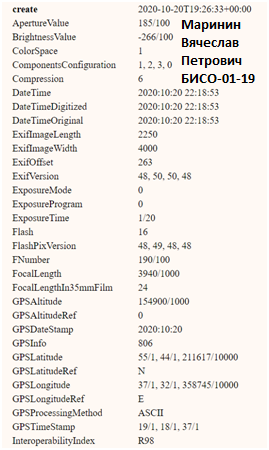 create 2020-10-20T19:26:33+00:00
ApertureValue 185/100
BrightnessValue -266/100
ColorSpace 1
ComponentsConfiguration 1, 2, 3, 0
Compression 6
Маринин
Вячеслав
Петрович
БИСО-01-19
DateTime 2020:10:20 22:18:53
DateTimeDigitized 2020:10:20 22:18:53
DateTimeOriginal 2020:10:20 22:18:53
ExifImageLength 2250
ExifImageWidth 4000
ExifOffset 263
ExifVersion 48, 50, 50, 48
ExposureMode 0
ExposureProgram 0
ExposureTime 1/20
Flash 16
FlashPixVersion 48, 49, 48, 48
FNumber 190/100
FocalLength 3940/1000
FocalLengthIn35mmFilm 24
GPSAltitude 154900/1000
GPSAltitudeRef 0
GPSDateStamp 2020:10:20
GPSInfo 806
GPSLatitude 55/1, 44/1, 211617/10000
GPSLatitudeRef N
GPSLongitude 37/1, 32/1, 358745/10000
GPSLongitudeRef E
GPSProcessingMethod ASCII
GPSTimeStamp 19/1, 18/1, 37/1
InteroperabilityIndex R98